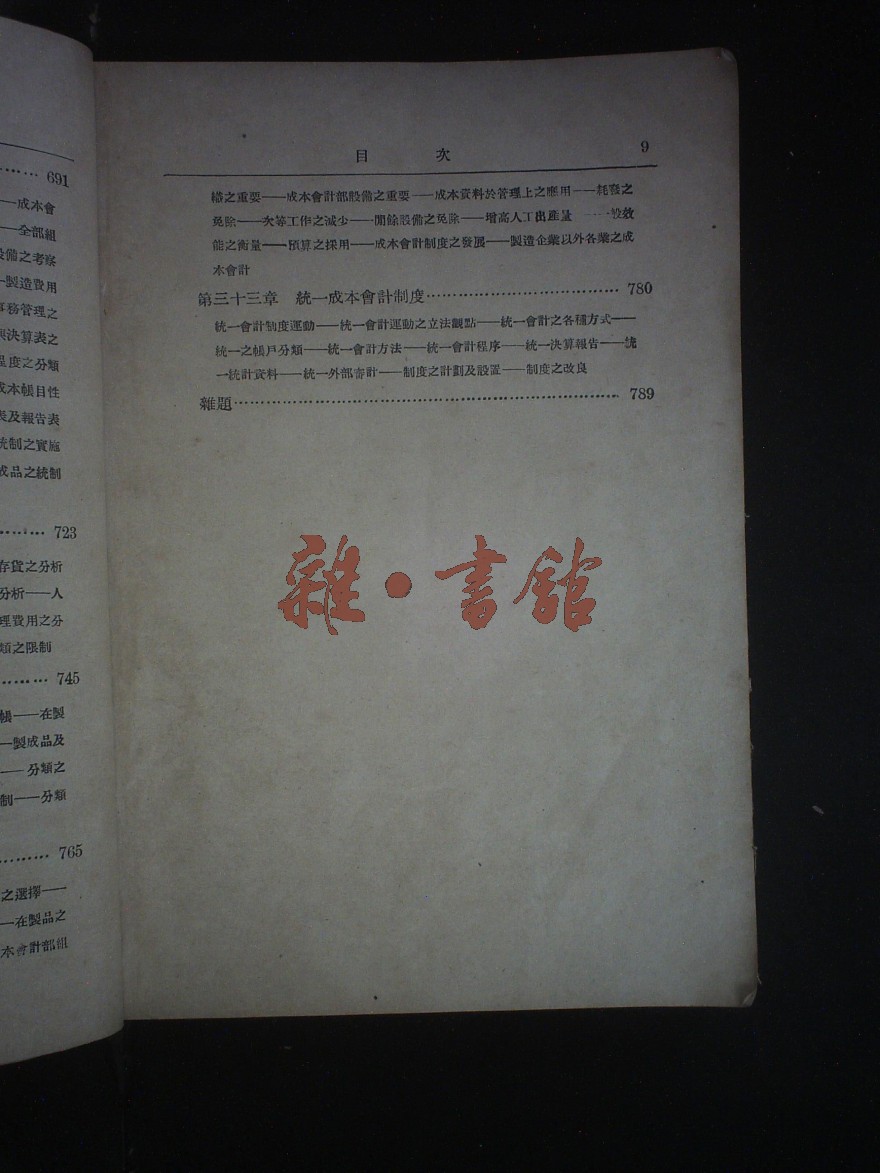 691
——成本會
——全部組
設備之考察
—製造費用
事務管理之
與決算表之
程度之分類
成本帳目性
表及報告表
統制之實施
成品之統制
723
存貨之分析
分析——人
理費用之分
類之限制
745
帳——在製
—製成品及
——分類之
制——分類
765
之選擇——
—在製品之
本會計部組
目 次 9
織之重要——成本會計部設備之重要——成本資料於管理上之應用——耗廢之
免除——次等工作之減少——閒餘設備之免除——增高人工出產量——一般效
能之衡量——預算之採用——成本會計制度之發展——製造企業以外各業之成
本會計
第三十三章 統一成本會計制度 780
統一會計制度運動——統一會計運動之立法觀點——統一會計之各種方式——
統一之帳戶分類——統一會計方法——統一會計程序——統一決算報告——統
一統計資料——統一外部審計——制度之計劃及設置——制度之改良
雜題 789
雜・書館